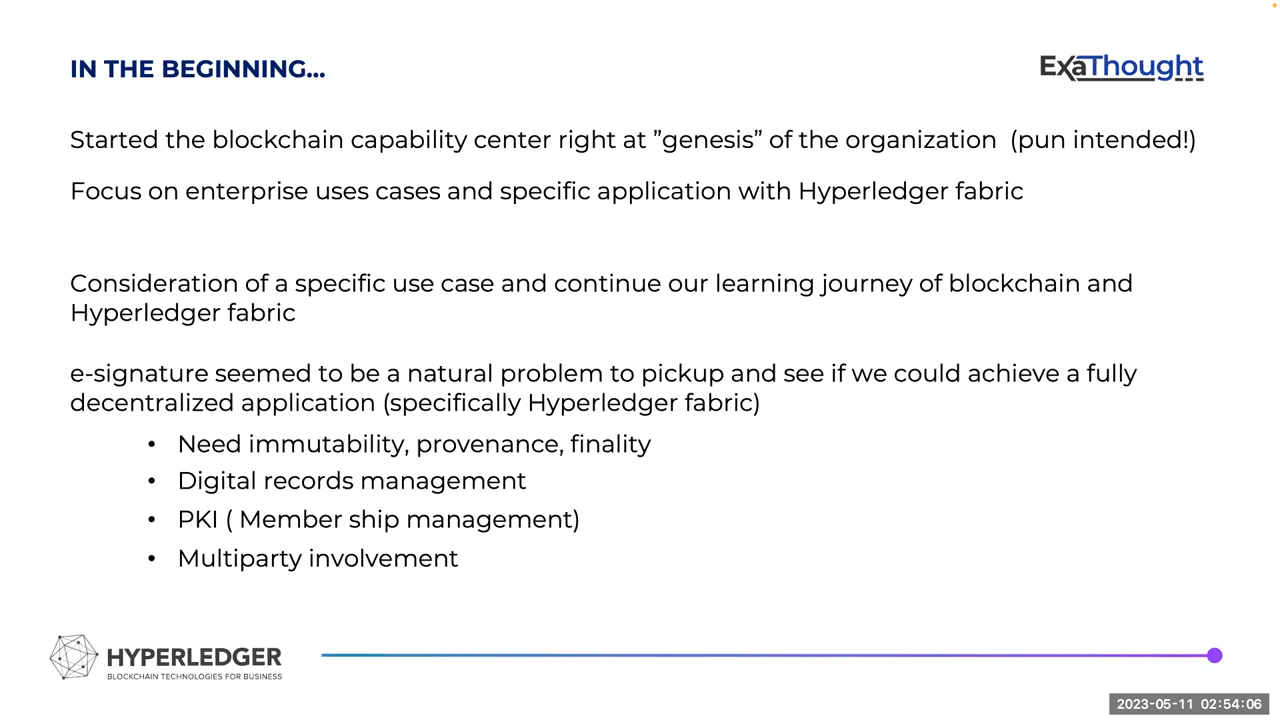 IN THE BEGINNING...
ExaThought
Started the blockchain capability center right at ”genesis” of the organization (pun intended!)
Focus on enterprise uses cases and specific application with Hyperledger fabric
Consideration of a specific use case and continue our learning journey of blockchain and
Hyperledger fabric
e-signature seemed to be a natural problem to pickup and see if we could achieve a fully
decentralized application (specifically Hyperledger fabric)
• Need immutability, provenance, finality
• Digital records management
• PKI ( Member ship management)
• Multiparty involvement
HYPERLEDGER
BLOCKCHAIN TECHNOLOGIES FOR BUSINESS
2023-05-11 02:54:06